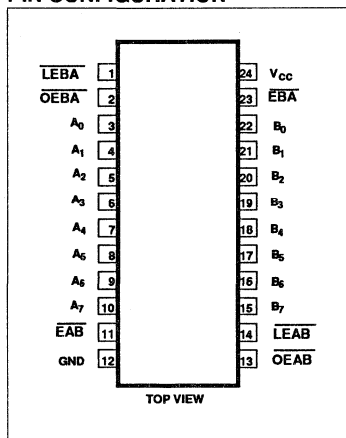 PIN CONFIGURATION
LEBA 1 24 VCC
OEBA 2 23 EBA
A0 3 22 B0
A1 4 21 B1
A2 5 20 B2
A3 6 19 B3
A4 7 18 B4
A5 8 17 B5
A6 9 16 B6
A7 10 15 B7
EAB 11 14 LEAB
GND 12 13 OEAB
TOP VIEW